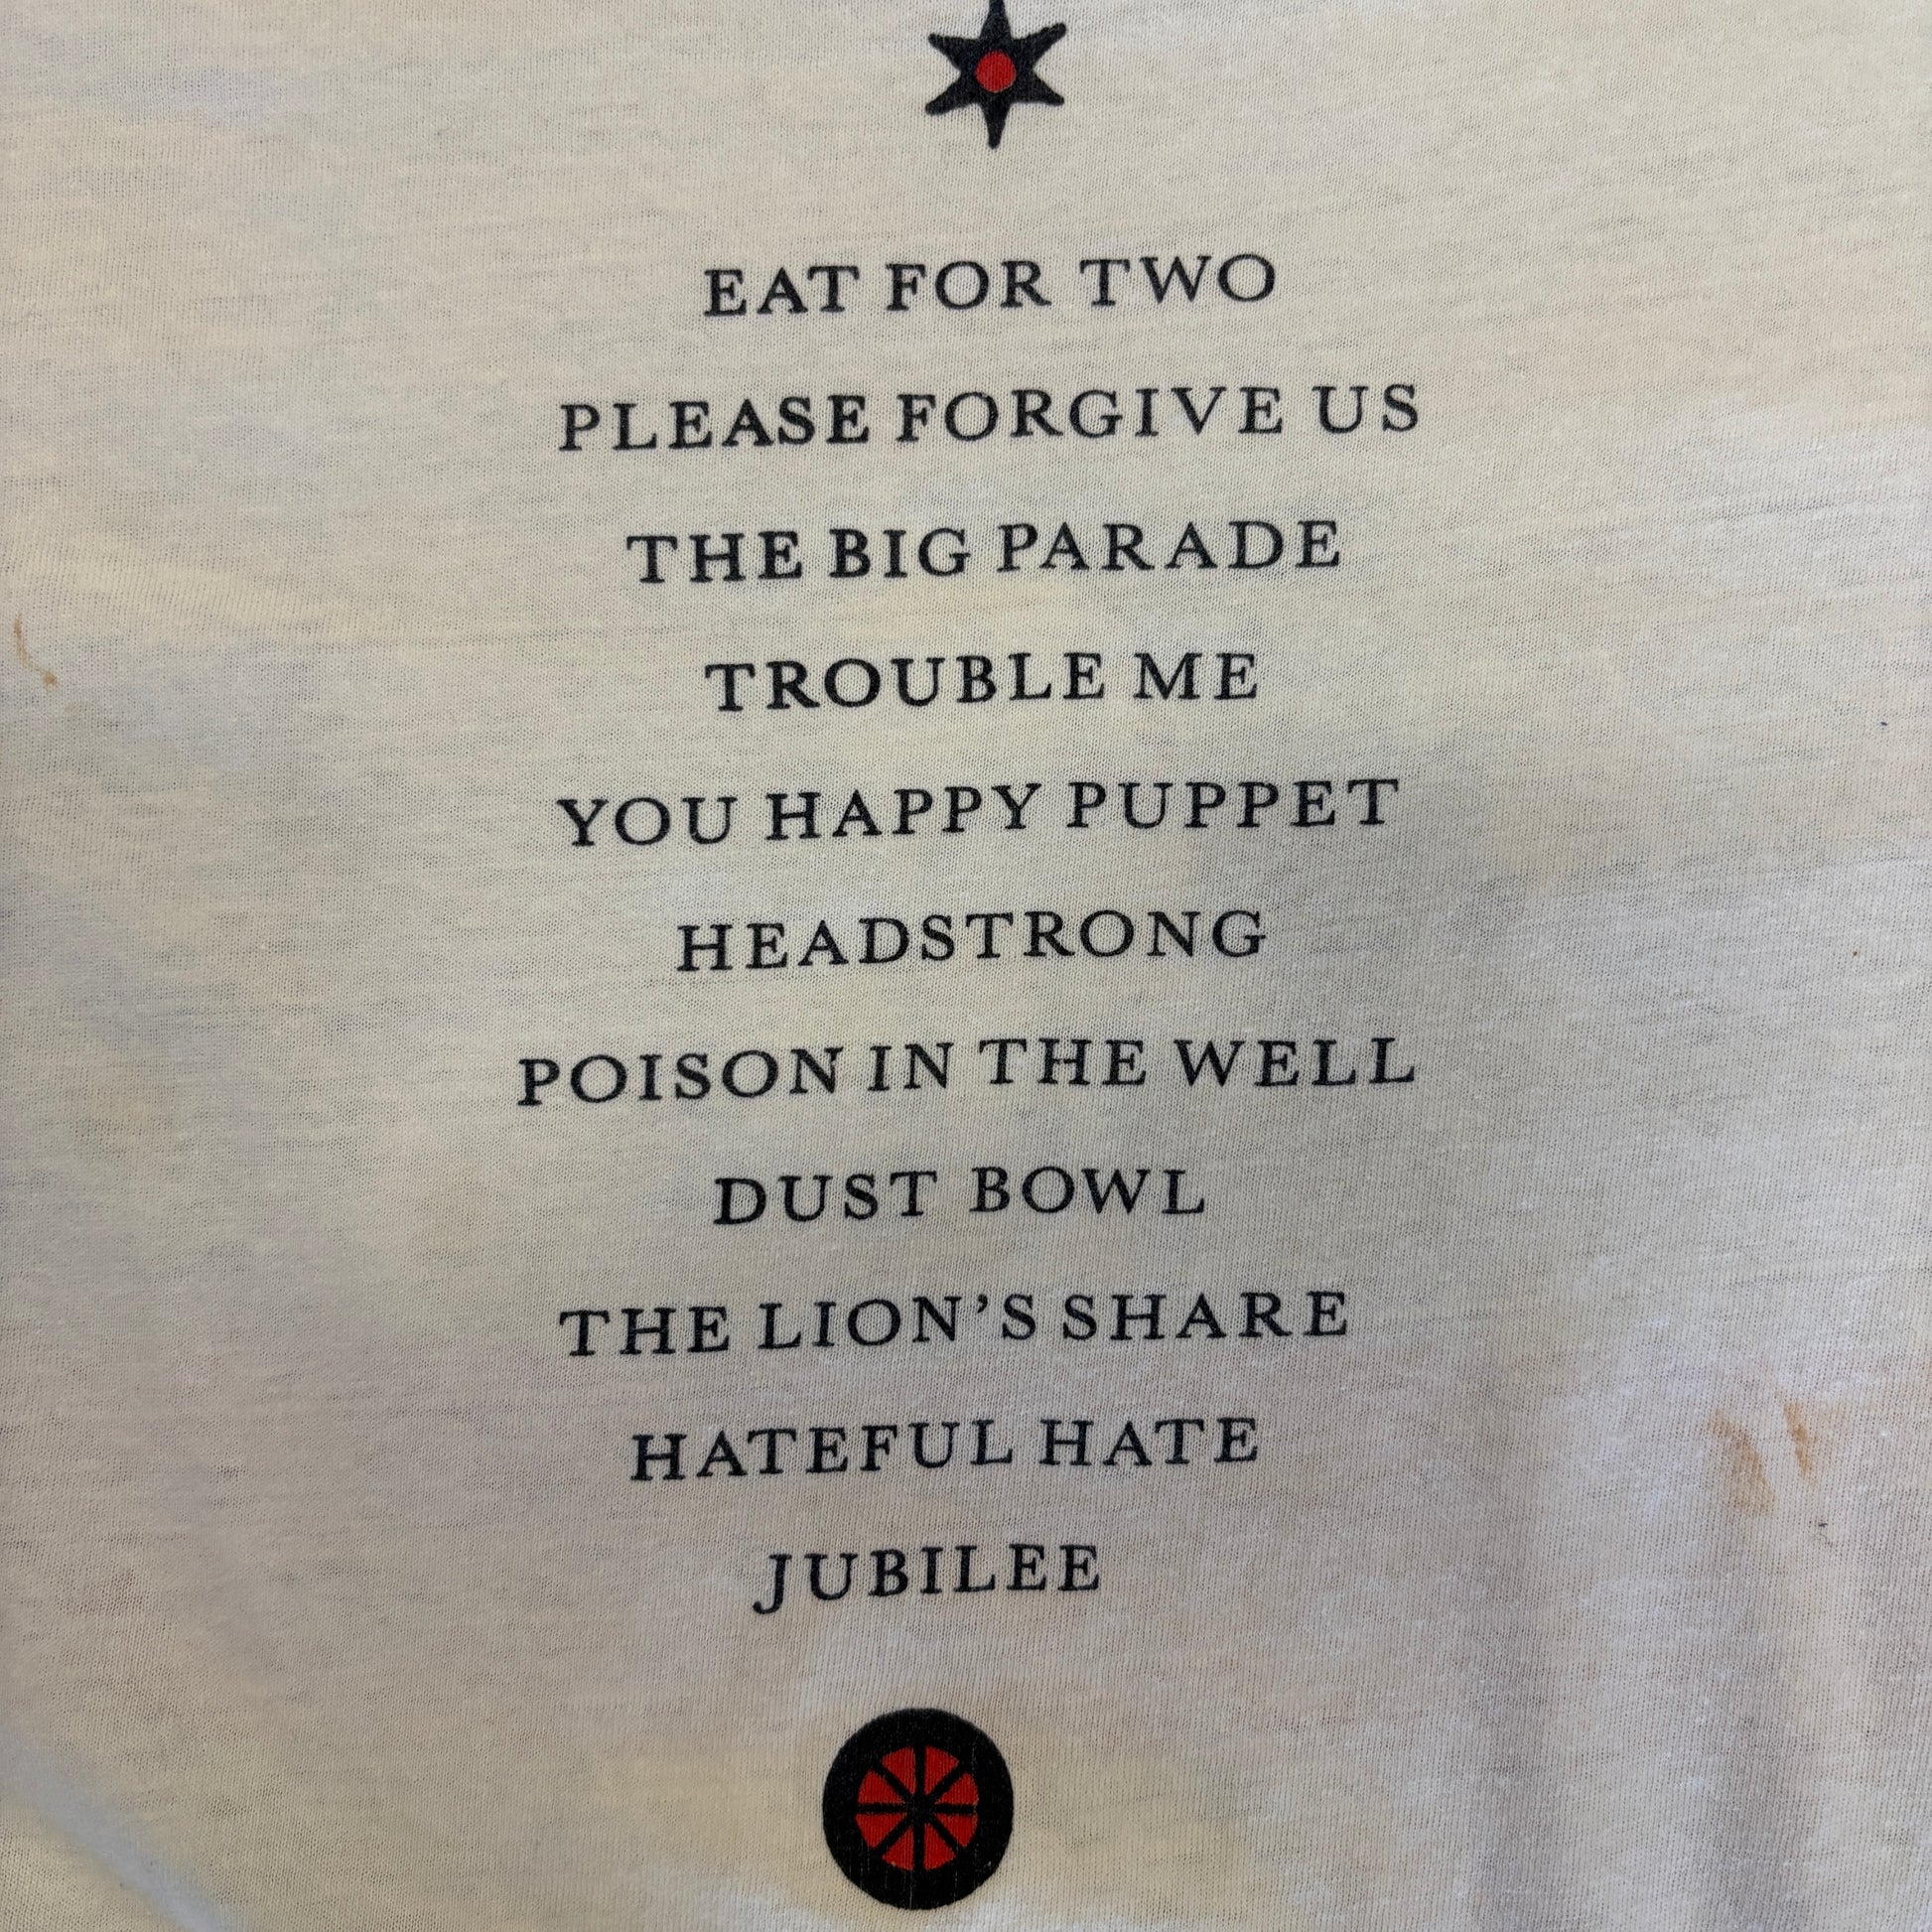 EAT FOR TWO
PLEASE FORGIVE US
THE BIG PARADE
TROUBLE ME
YOU HAPPY PUPPET
HEADSTRONG
POISON IN THE WELL
DUST BOWL
THE LION'S SHARE
HATEFUL HATE
JUBILEE